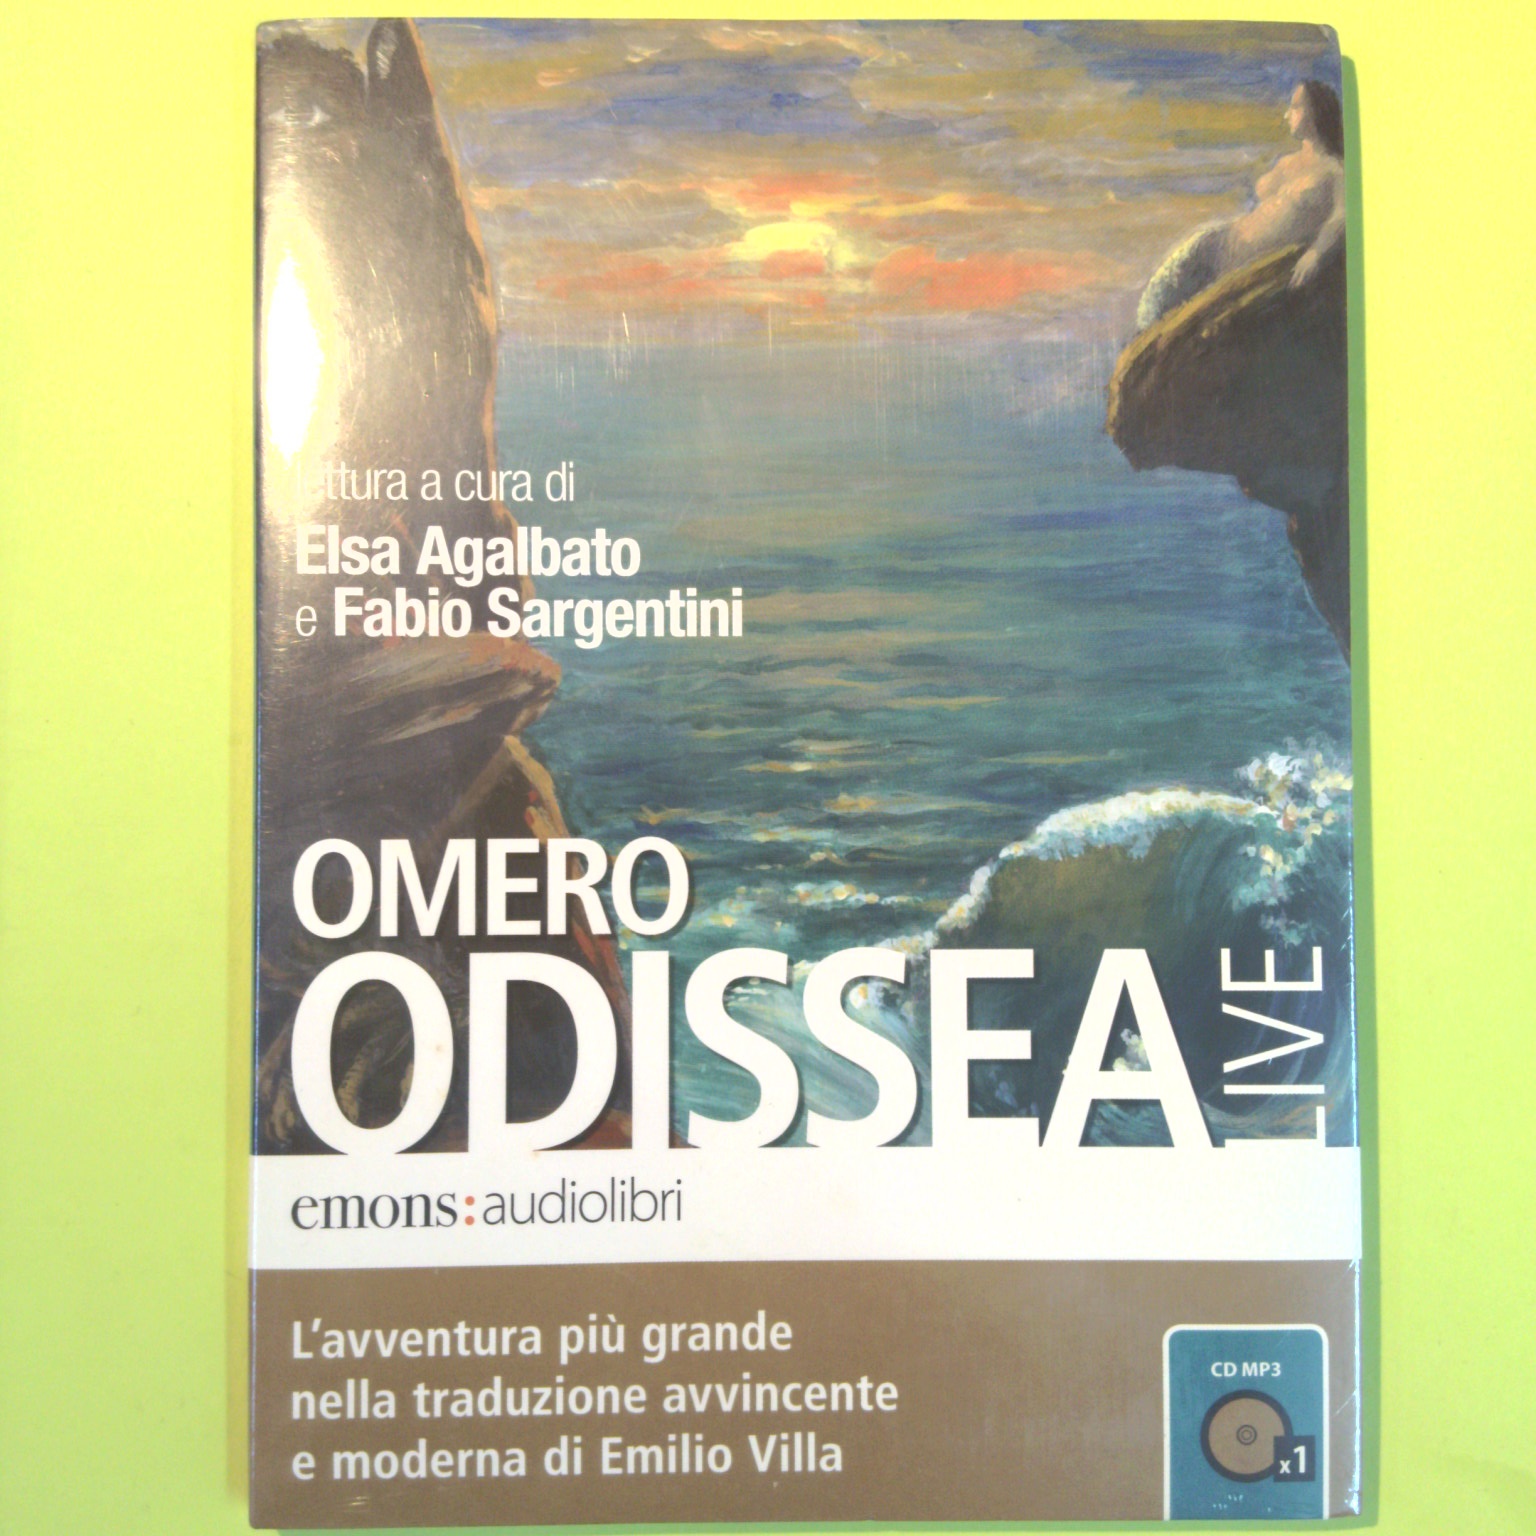 lettura a cura di
Elsa Agalbato
e Fabio Sargentini
OMERO
ODISSEA
LIVE
emons:audiolibri
L'avventura più grande
nella traduzione avvincente
e moderna di Emilio Villa
CD MP3
x1